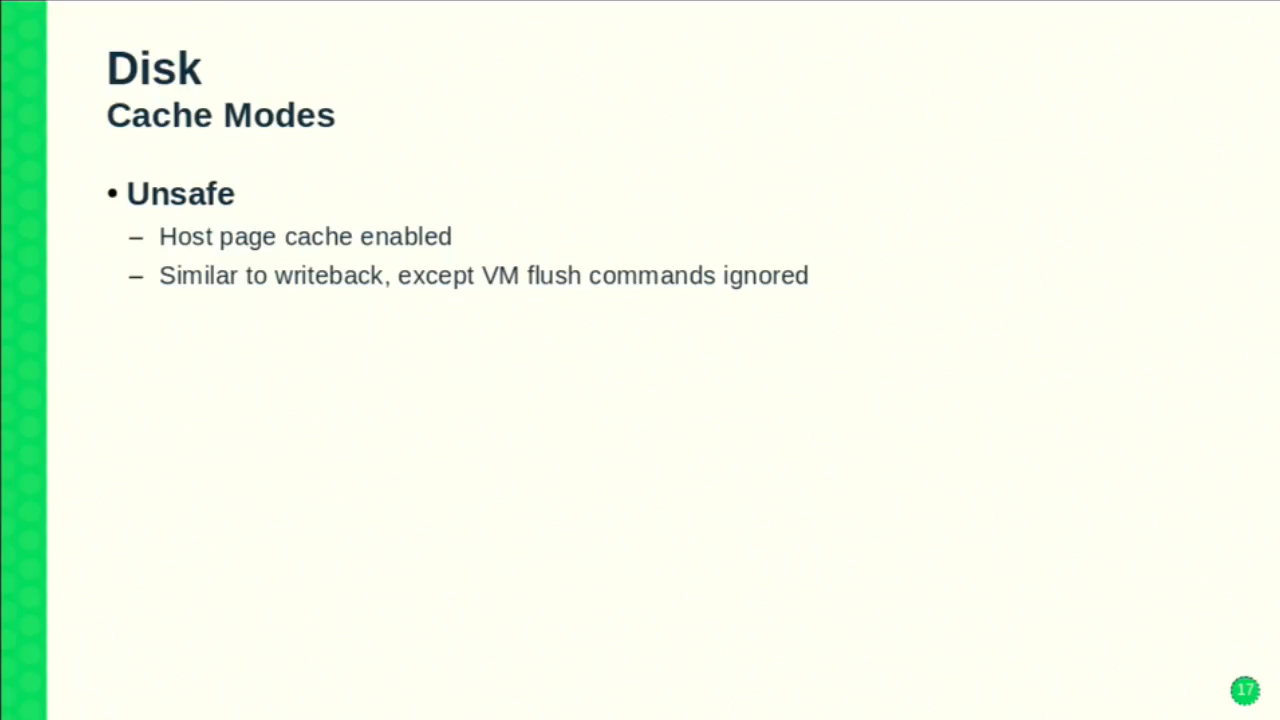 Disk
Cache Modes
• Unsafe
– Host page cache enabled
– Similar to writeback, except VM flush commands ignored
17